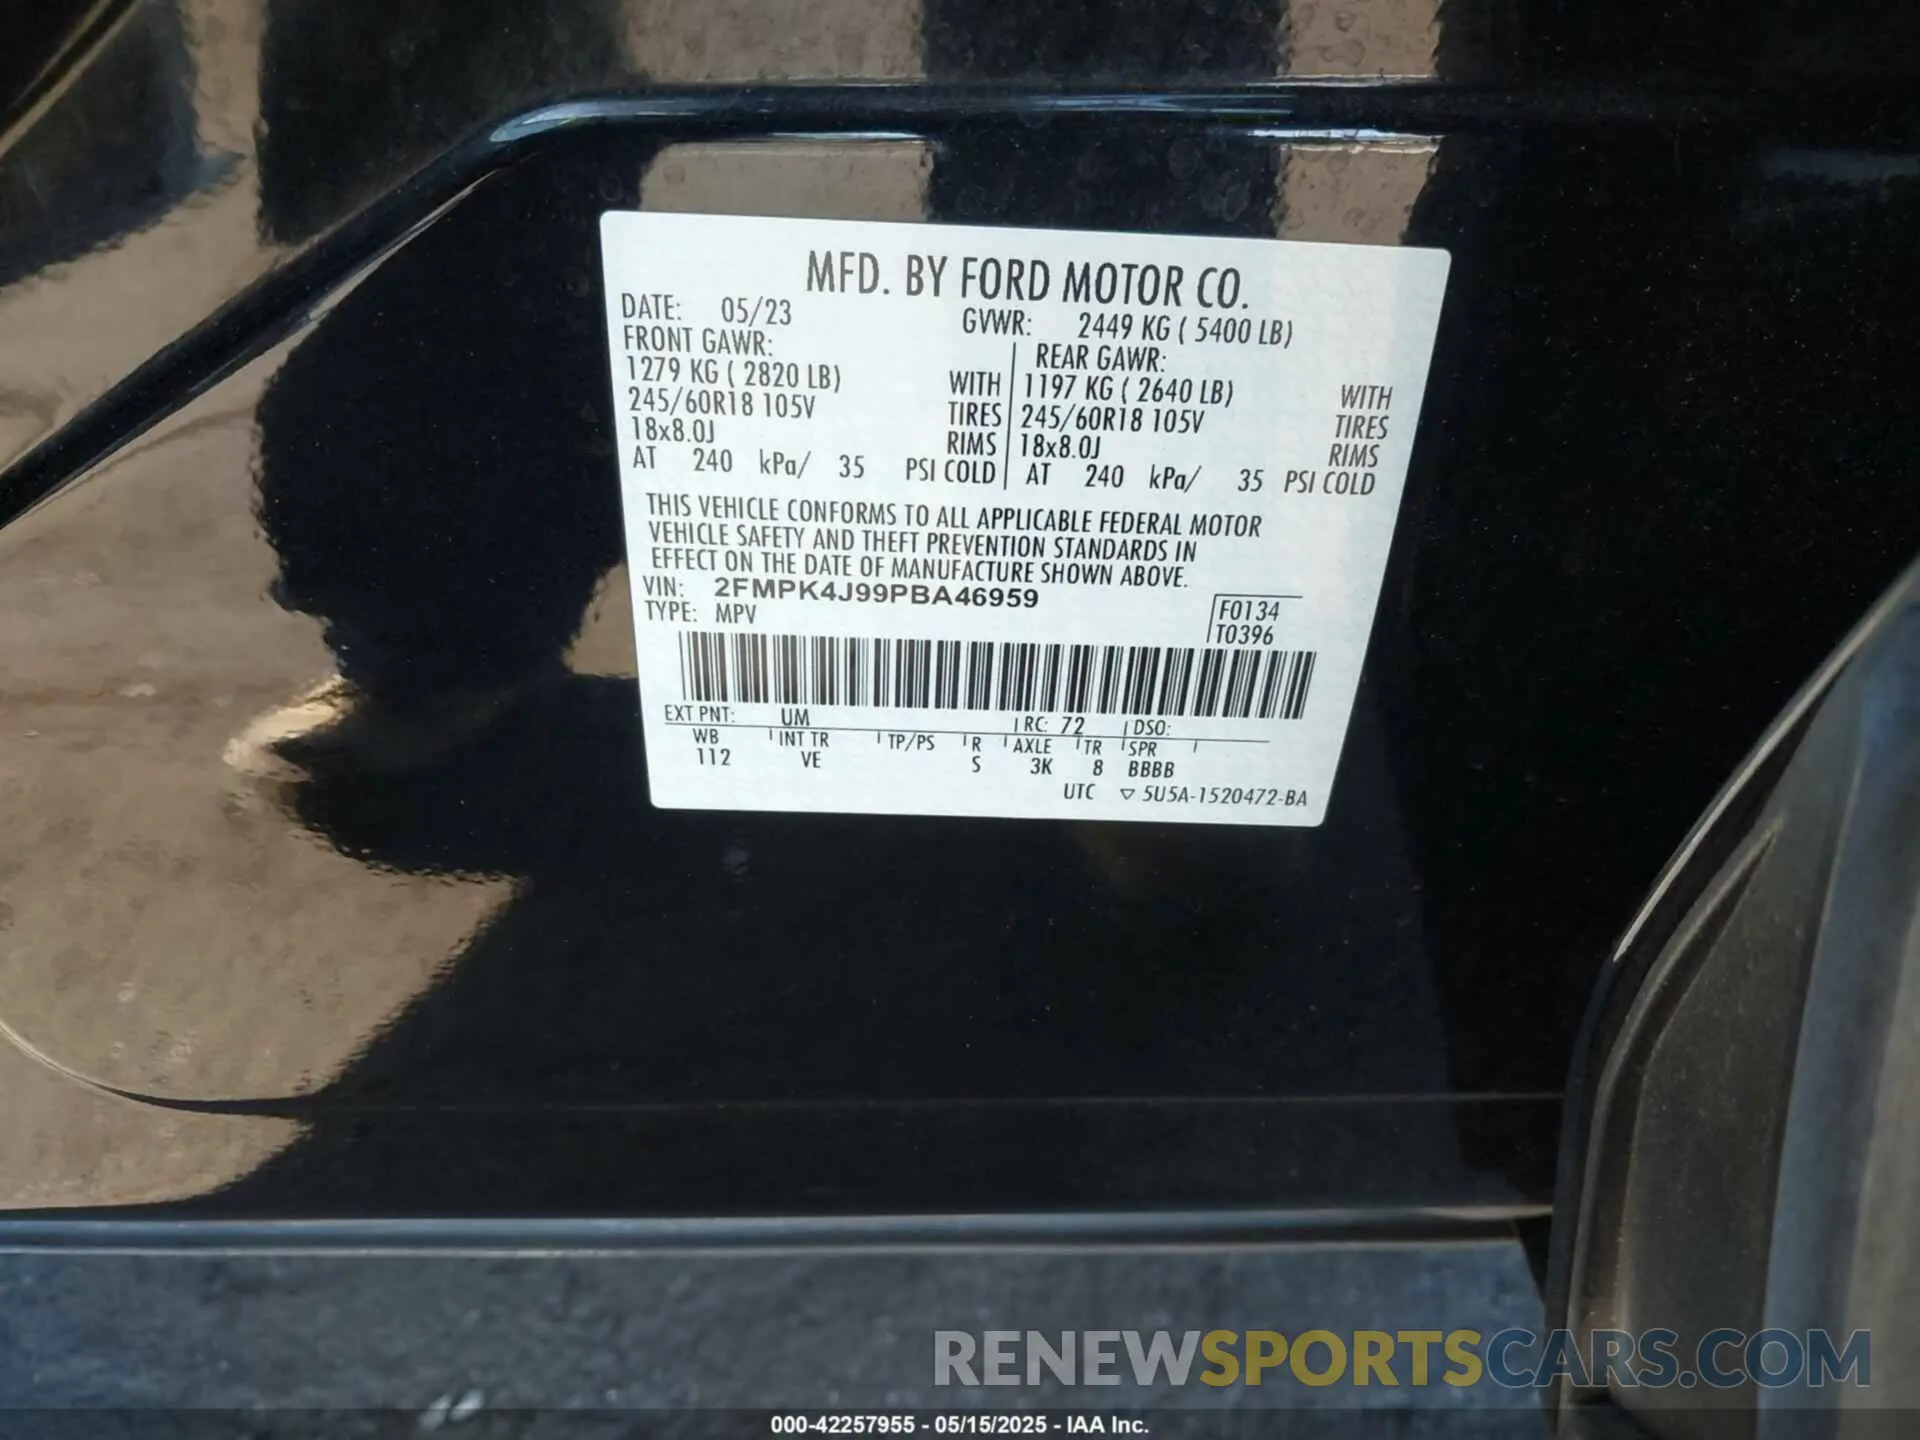 MFD. BY FORD MOTOR CO.
DATE: 05/23 GVWR: 2449 KG ( 5400 LB)
FRONT GAWR: REAR GAWR:
1279 KG ( 2820 LB) WITH 1197 KG ( 2640 LB) WITH
245/60R18 105V TIRES 245/60R18 105V TIRES
18x8.0J RIMS 18x8.0J RIMS
AT 240 kPa/ 35 PSI COLD AT 240 kPa/ 35 PSI COLD
THIS VEHICLE CONFORMS TO ALL APPLICABLE FEDERAL MOTOR
VEHICLE SAFETY AND THEFT PREVENTION STANDARDS IN
EFFECT ON THE DATE OF MANUFACTURE SHOWN ABOVE.
VIN: 2FMPK4J99PBA46959
TYPE: MPV
F0134
T0396
EXT PNT: UM RC: 72 DSO:
WB INT TR TP/PS R AXLE TR SPR
112 VE S 3K 8 BBBB
UTC ▽ 5U5A-1520472-BA
RENEWSPORTSCARS.COM
000-42257955 - 05/15/2025 - IAA Inc.